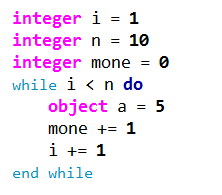 integer i = 1
integer n = 10
integer mone = 0
while i < n do
    object a = 5
    mone += 1
    i += 1
end while